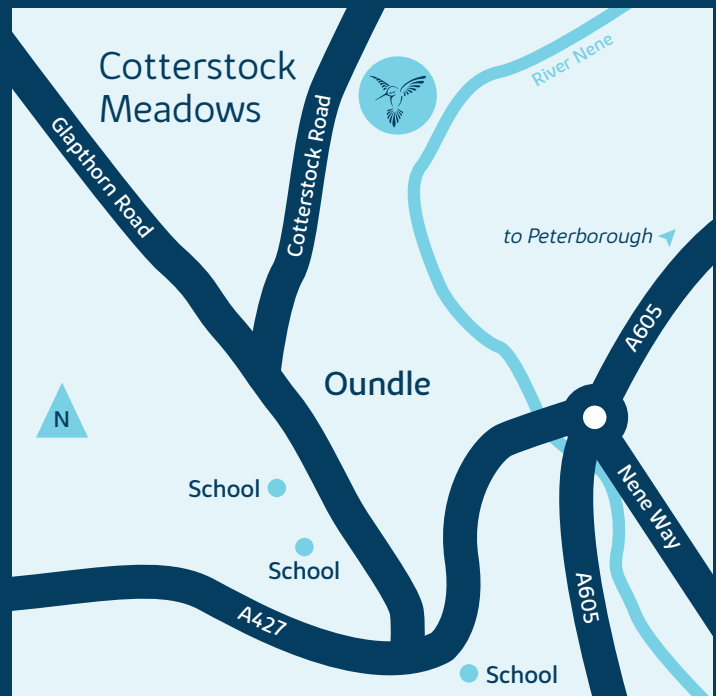 Cotterstock
Meadows
River Nene
Glapthorn Road
Cotterstock Road
to Peterborough
A605
Oundle
N
School
School
Nene Way
A605
A427
School